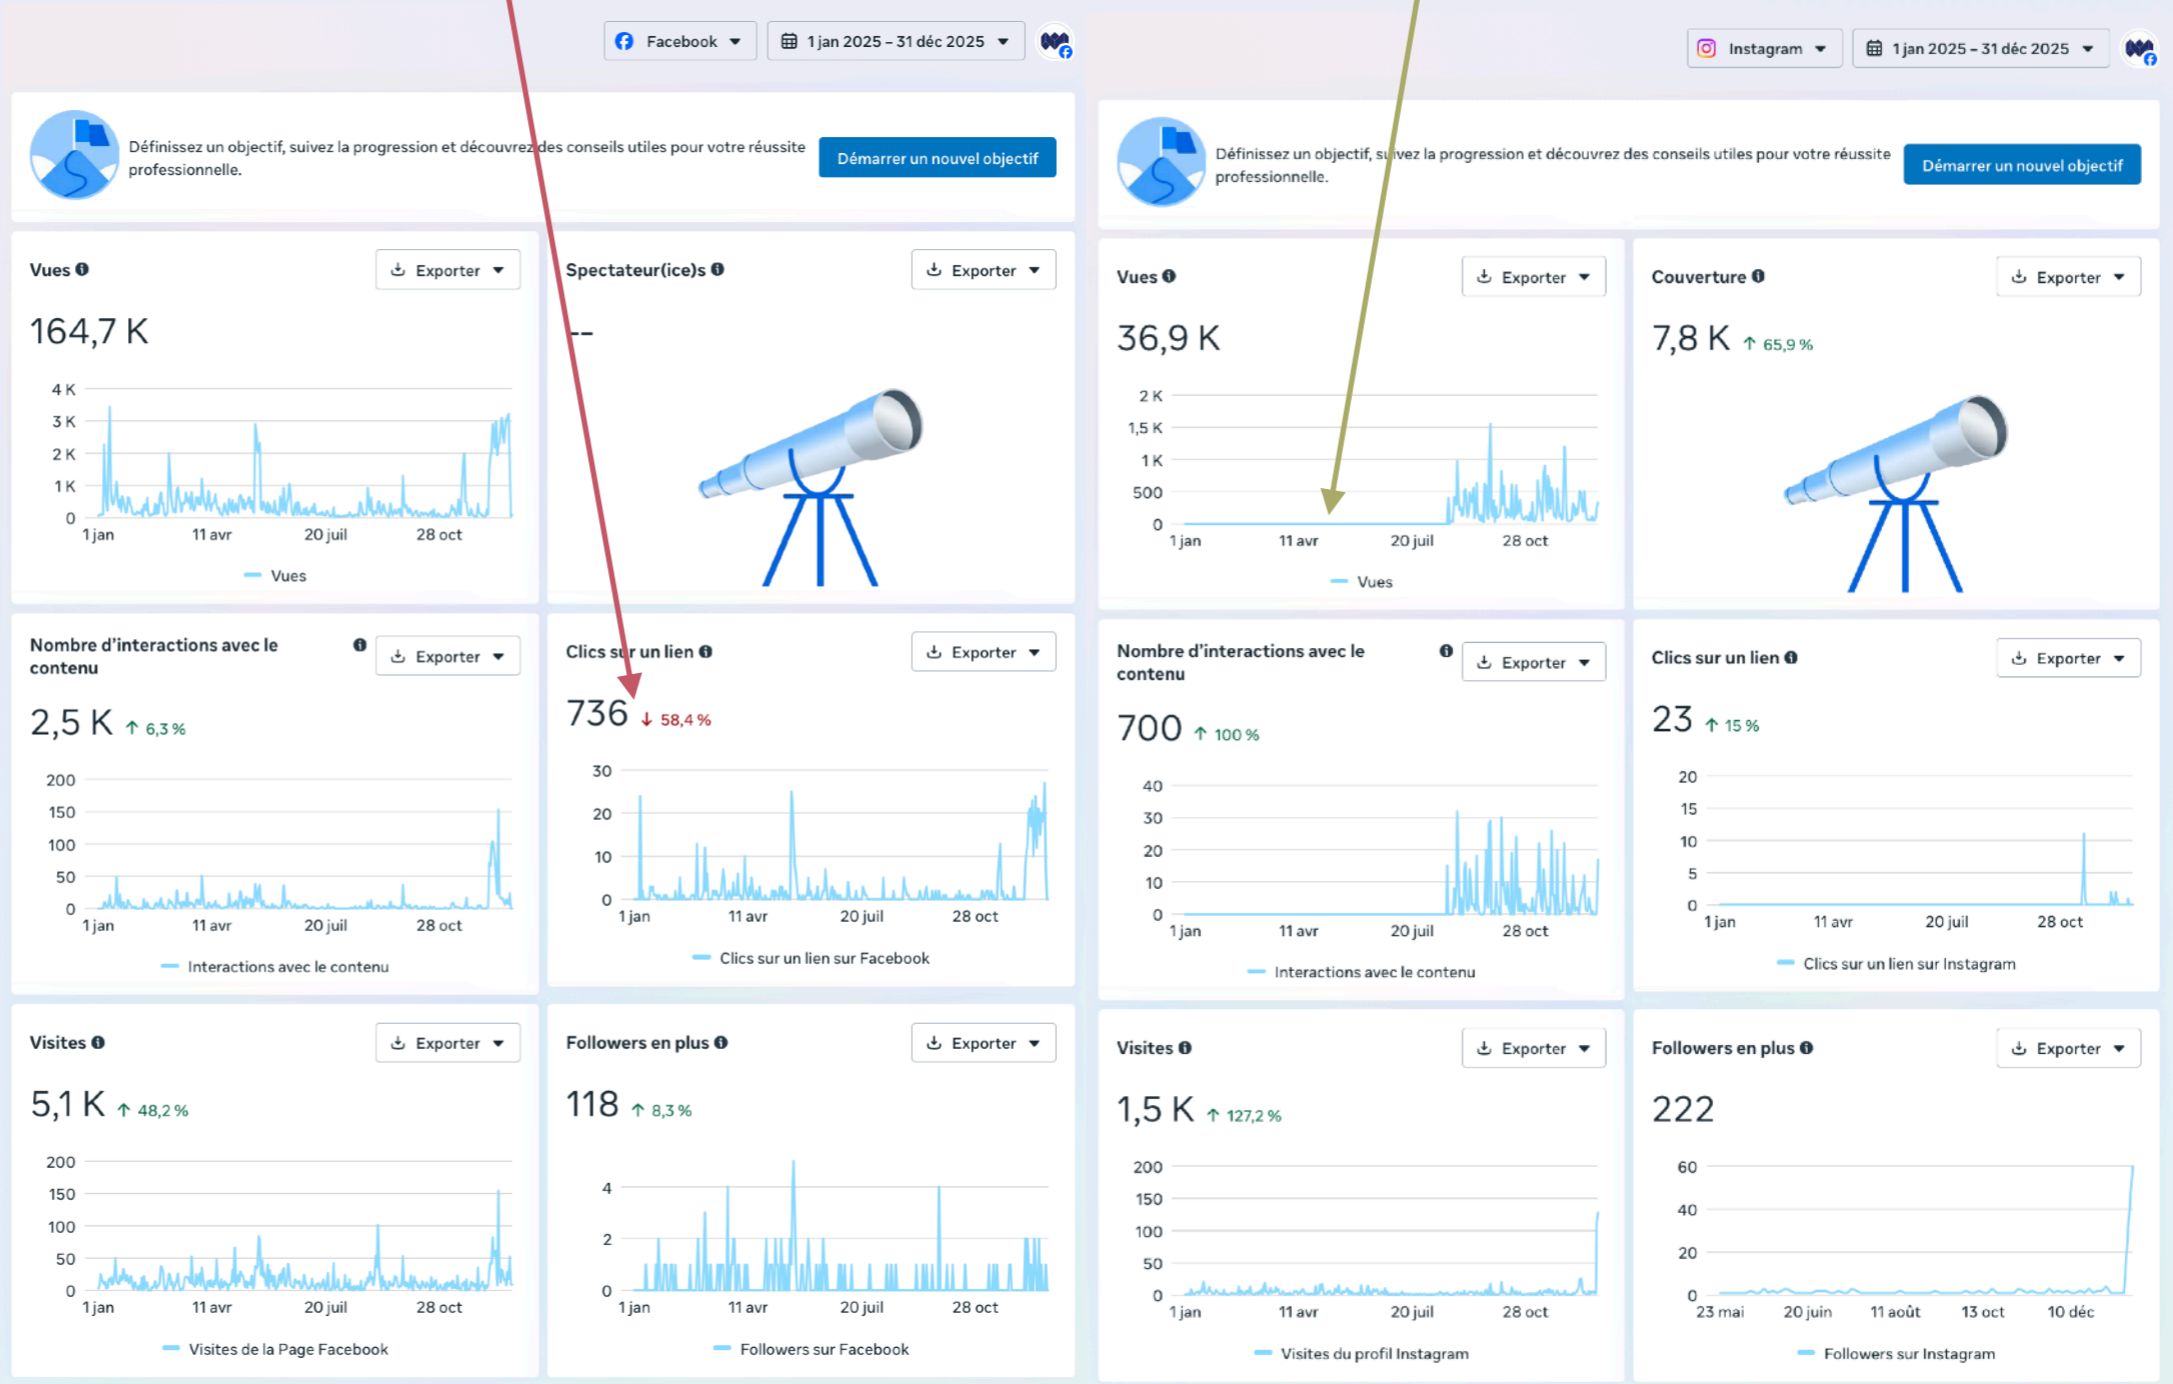 Facebook
1 jan 2025 – 31 déc 2025
Définissez un objectif, suivez la progression et découvrez des conseils utiles pour votre réussite
professionnelle.
Démarrer un nouvel objectif
Vues
Exporter
164,7 K
4 K
3 K
2 K
1 K
0
1 jan
11 avr
20 juil
28 oct
Vues
Spectateur(ice)s
Exporter
--
Nombre d'interactions avec le
contenu
Exporter
2,5 K ↑ 6,3 %
200
150
100
50
0
1 jan
11 avr
20 juil
28 oct
Interactions avec le contenu
Clics sur un lien
Exporter
736 ↓ 58,4 %
30
20
10
0
1 jan
11 avr
20 juil
28 oct
Clics sur un lien sur Facebook
Visites
Exporter
5,1 K ↑ 48,2 %
200
150
100
50
0
1 jan
11 avr
20 juil
28 oct
Visites de la Page Facebook
Followers en plus
Exporter
118 ↑ 8,3 %
4
2
0
1 jan
11 avr
20 juil
28 oct
Followers sur Facebook
Instagram
1 jan 2025 – 31 déc 2025
Définissez un objectif, suivez la progression et découvrez des conseils utiles pour votre réussite
professionnelle.
Démarrer un nouvel objectif
Vues
Exporter
36,9 K
2 K
1,5 K
1 K
500
0
1 jan
11 avr
20 juil
28 oct
Vues
Couverture
Exporter
7,8 K ↑ 65,9 %
Nombre d'interactions avec le
contenu
Exporter
700 ↑ 100 %
40
30
20
10
0
1 jan
11 avr
20 juil
28 oct
Interactions avec le contenu
Clics sur un lien
Exporter
23 ↑ 15 %
20
15
10
5
0
1 jan
11 avr
20 juil
28 oct
Clics sur un lien sur Instagram
Visites
Exporter
1,5 K ↑ 127,2 %
200
150
100
50
0
1 jan
11 avr
20 juil
28 oct
Visites du profil Instagram
Followers en plus
Exporter
222
60
40
20
0
23 mai
20 juin
11 août
13 oct
10 déc
Followers sur Instagram